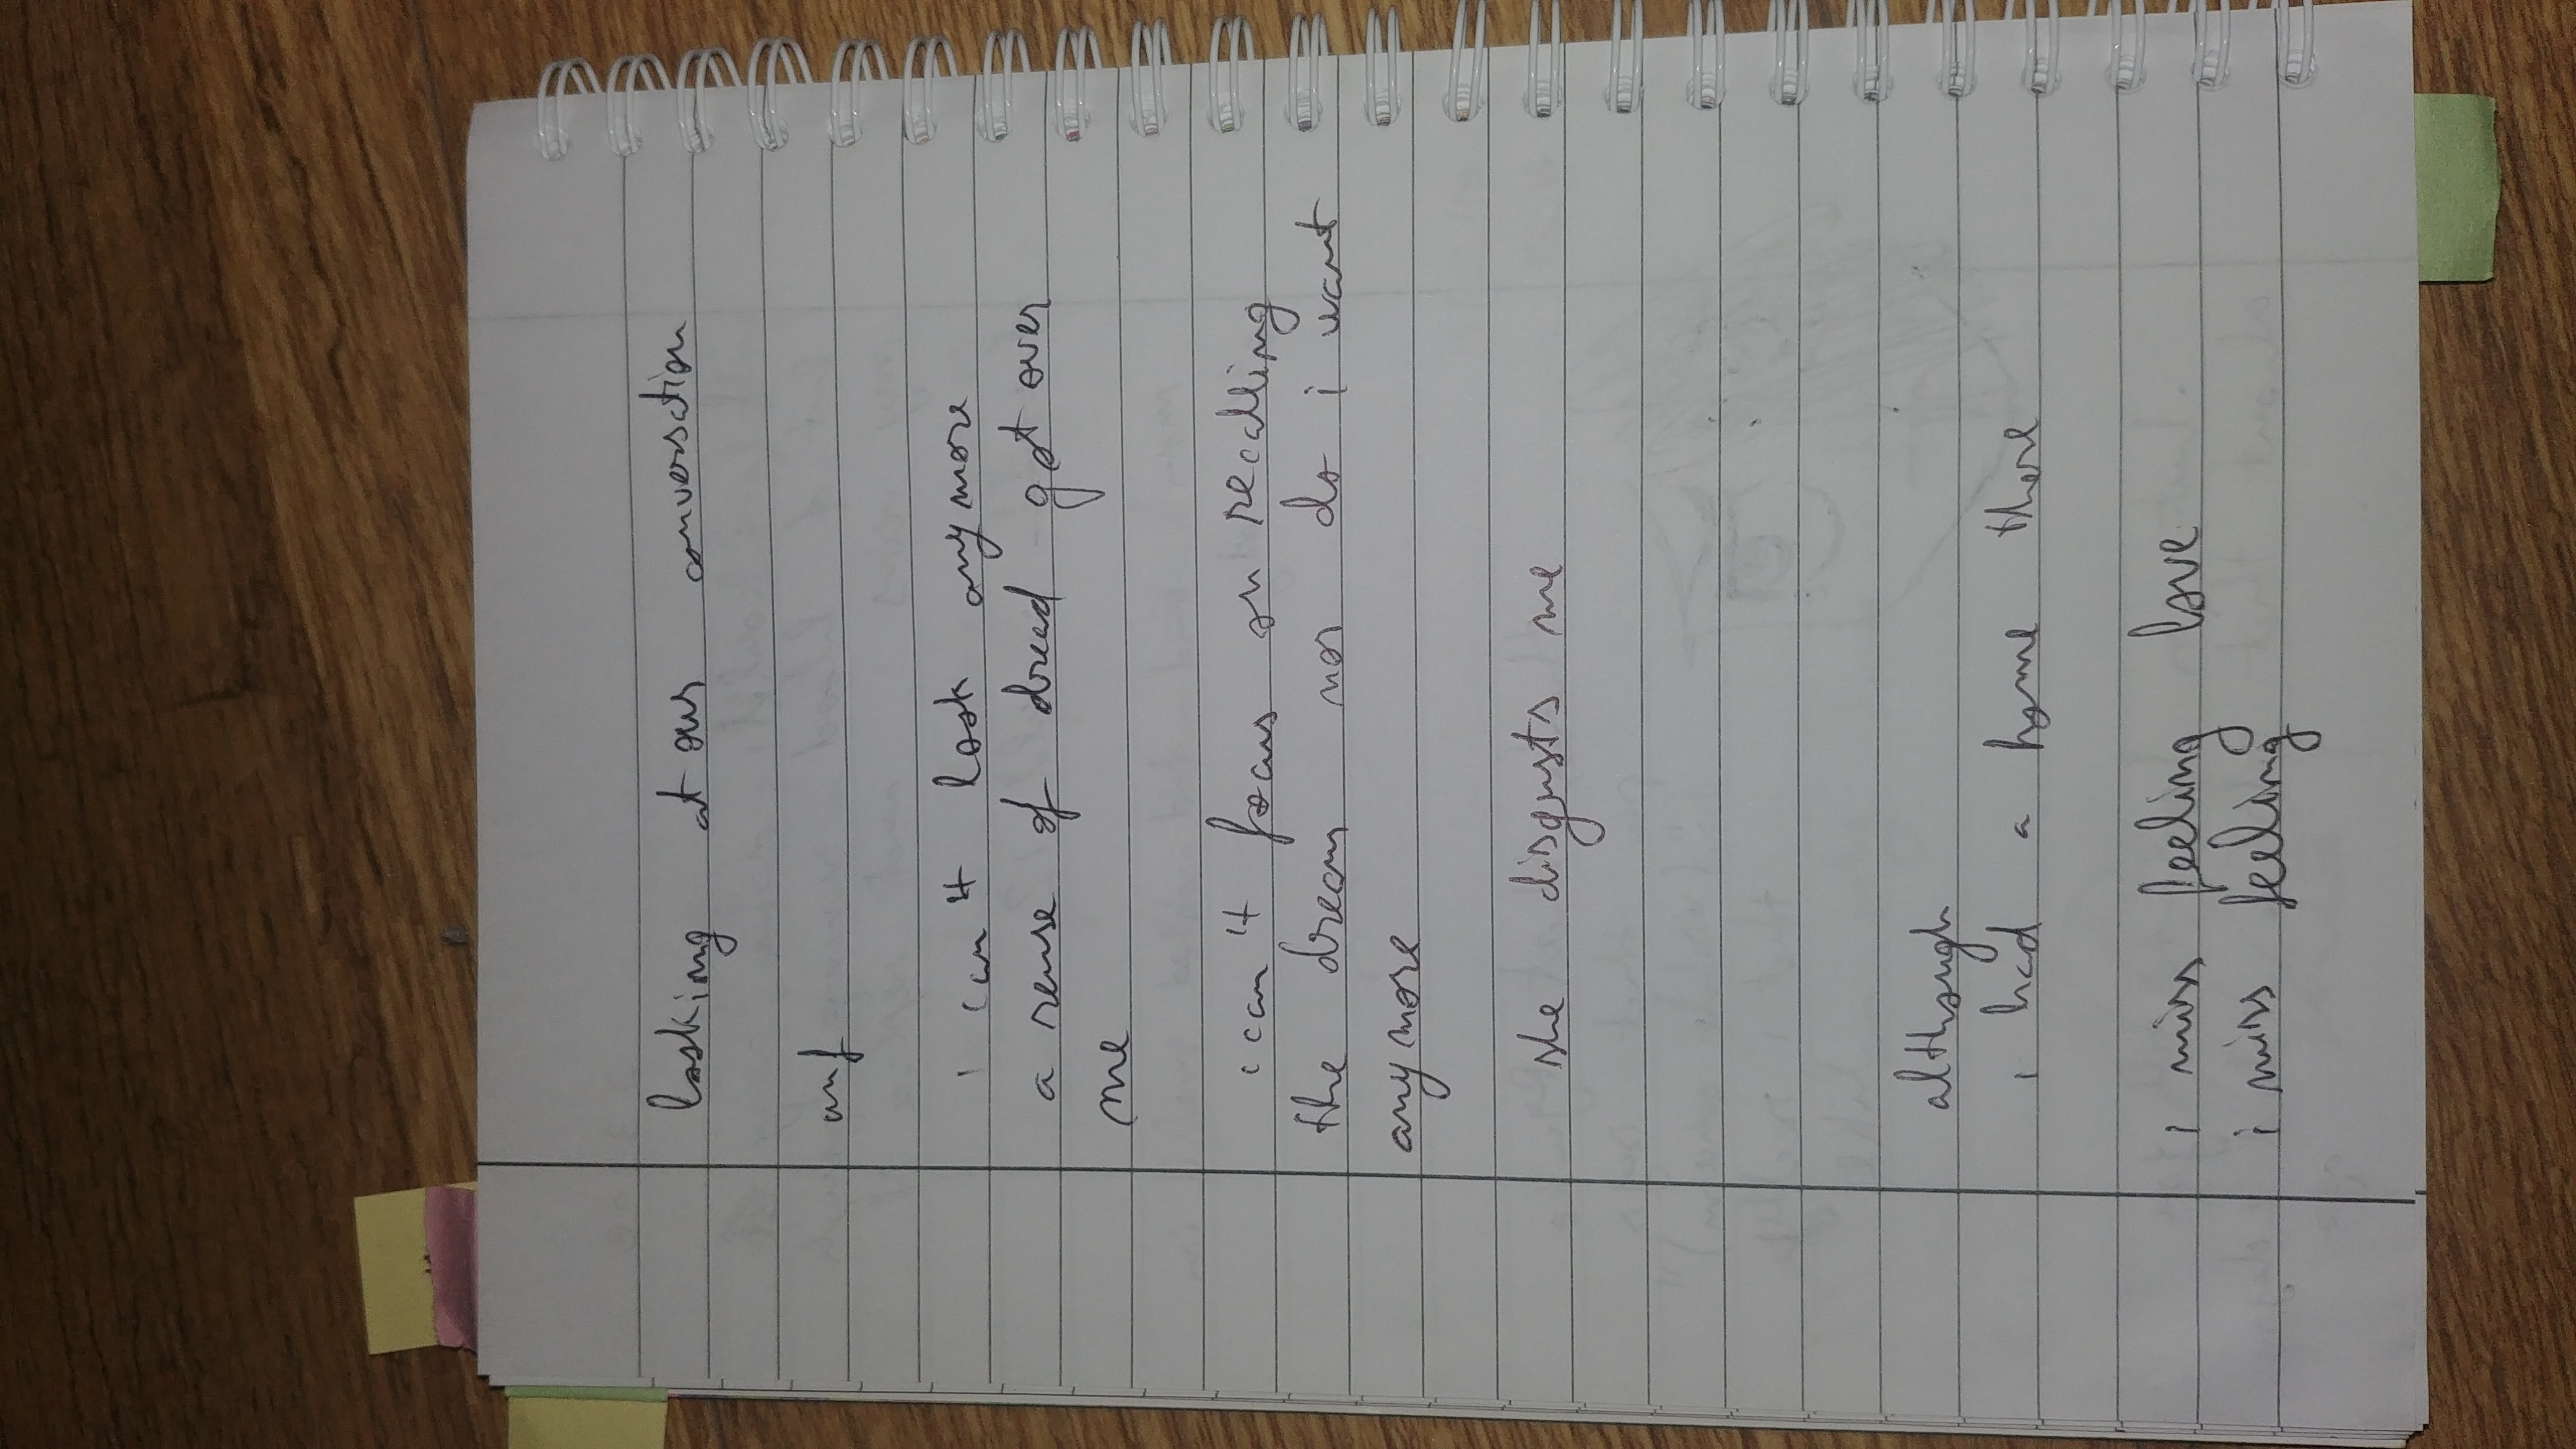 looking at our conversation
anf
i can't look anymore
a sense of dread got over
me
i can't focus on recalling
the dream nor do i want
anymore
she disgusts me
although
i had a home there
i miss feeling love
i miss feeling